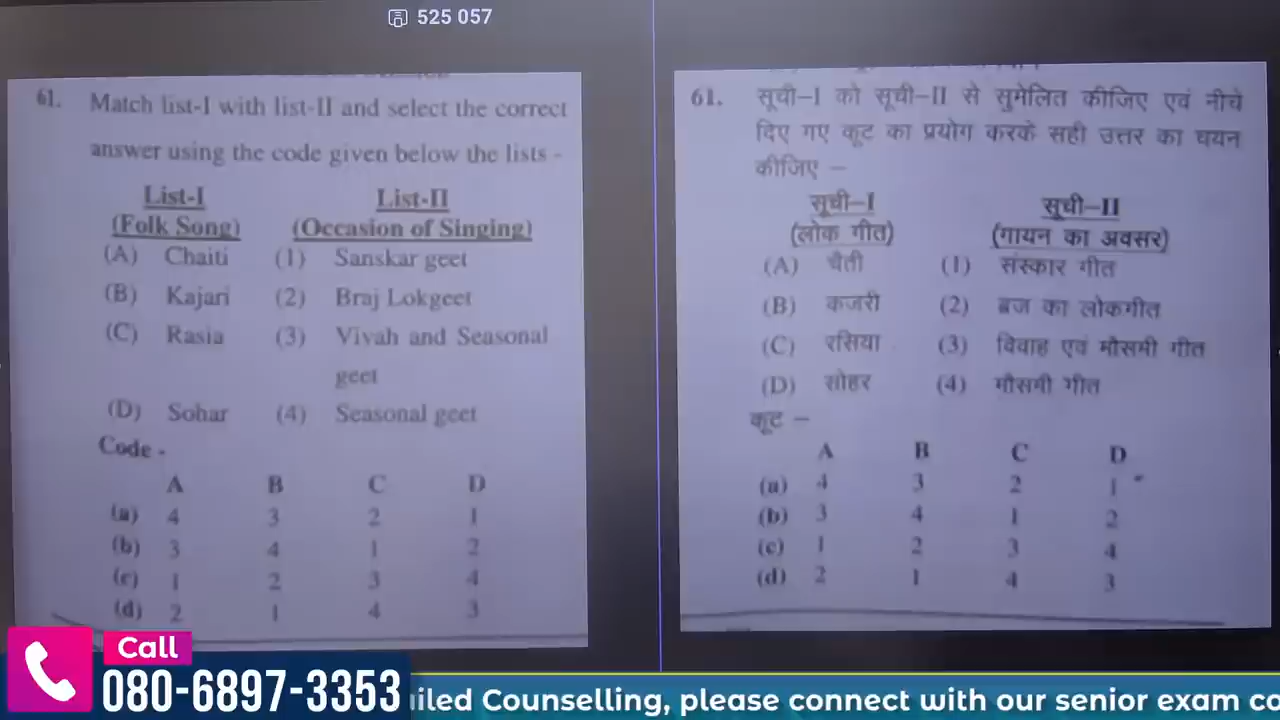 525 057
61. Match list-I with list-II and select the correct
answer using the code given below the lists -
List-I List-II
(Folk Song) (Occasion of Singing)
(A) Chaiti (1) Sanskar geet
(B) Kajari (2) Braj Lokgeet
(C) Rasia (3) Vivah and Seasonal
geet
(D) Sohar (4) Seasonal geet
Code -
A B C D
(a) 4 3 2 1
(b) 3 4 1 2
(c) 1 2 3 4
(d) 2 1 4 3
61. सूची-I को सूची-II से सुमेलित कीजिए एवं नीचे
दिए गए कूट का प्रयोग करके सही उत्तर का चयन
कीजिए –
सूची-I सूची-II
(लोक गीत) (गायन का अवसर)
(A) चैती (1) संस्कार गीत
(B) कजरी (2) ब्रज का लोकगीत
(C) रसिया (3) विवाह एवं मौसमी गीत
(D) सोहर (4) मौसमी गीत
कूट –
A B C D
(a) 4 3 2 1
(b) 3 4 1 2
(c) 1 2 3 4
(d) 2 1 4 3
Call
080-6897-3353
ailed Counselling, please connect with our senior exam co